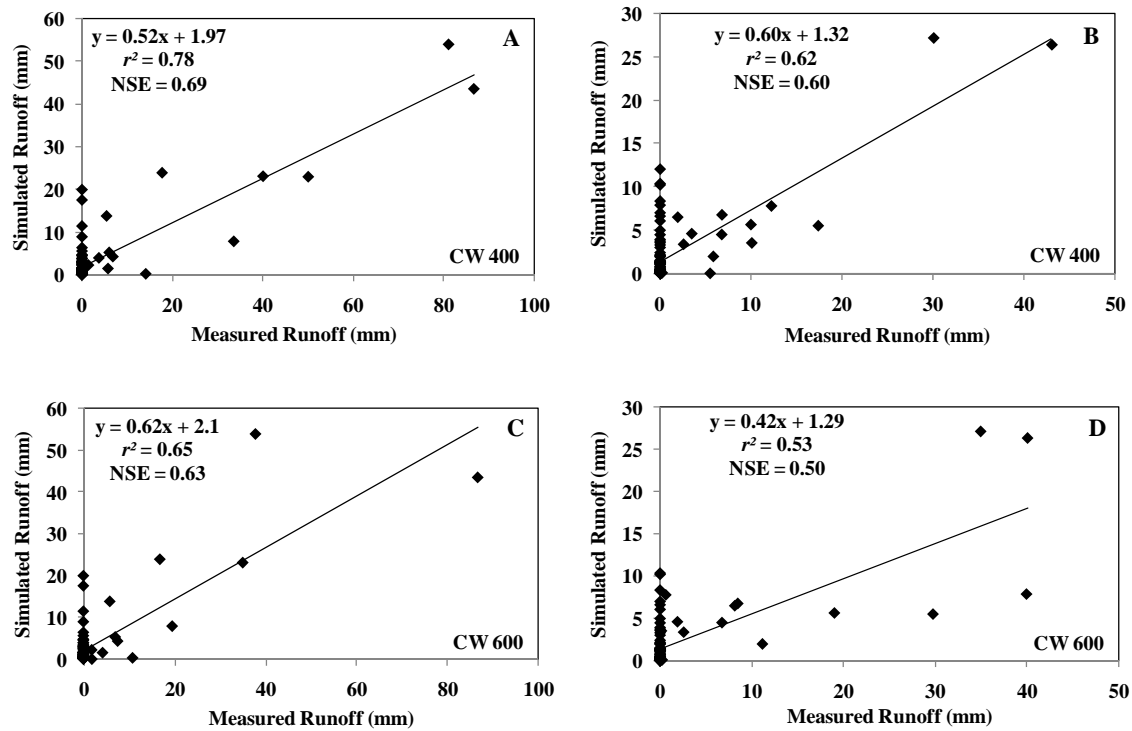 y = 0.52x + 1.97
r² = 0.78
NSE = 0.69
A
60
50
40
30
20
10
0
Simulated Runoff (mm)
CW 400
0 20 40 60 80 100
Measured Runoff (mm)
y = 0.60x + 1.32
r² = 0.62
NSE = 0.60
B
30
25
20
15
10
5
0
Simulated Runoff (mm)
CW 400
0 10 20 30 40 50
Measured Runoff (mm)
y = 0.62x + 2.1
r² = 0.65
NSE = 0.63
C
60
50
40
30
20
10
0
Simulated Runoff (mm)
CW 600
0 20 40 60 80 100
Measured Runoff (mm)
y = 0.42x + 1.29
r² = 0.53
NSE = 0.50
D
30
25
20
15
10
5
0
Simulated Runoff (mm)
CW 600
0 10 20 30 40 50
Measured Runoff (mm)